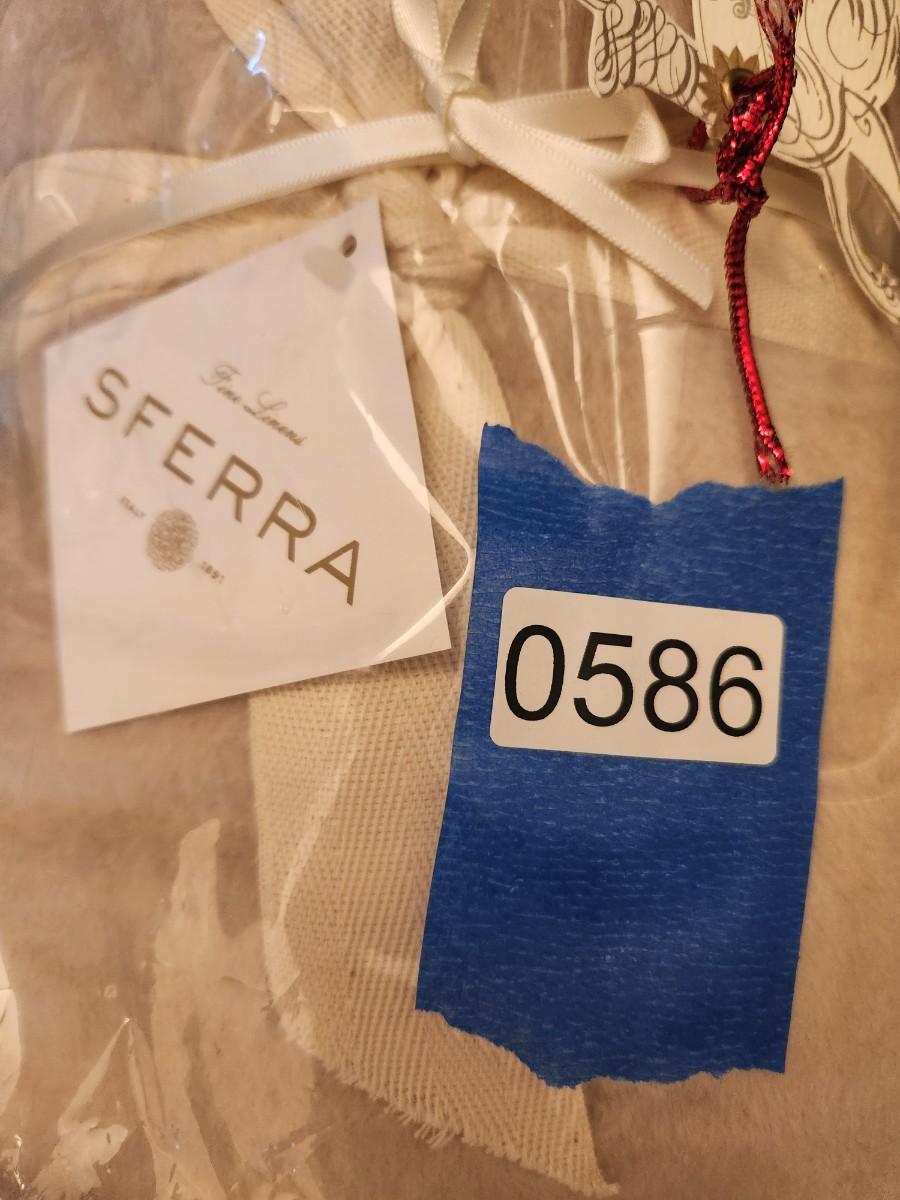 Fine Linens
SFERRA
ITALY 1891
0586